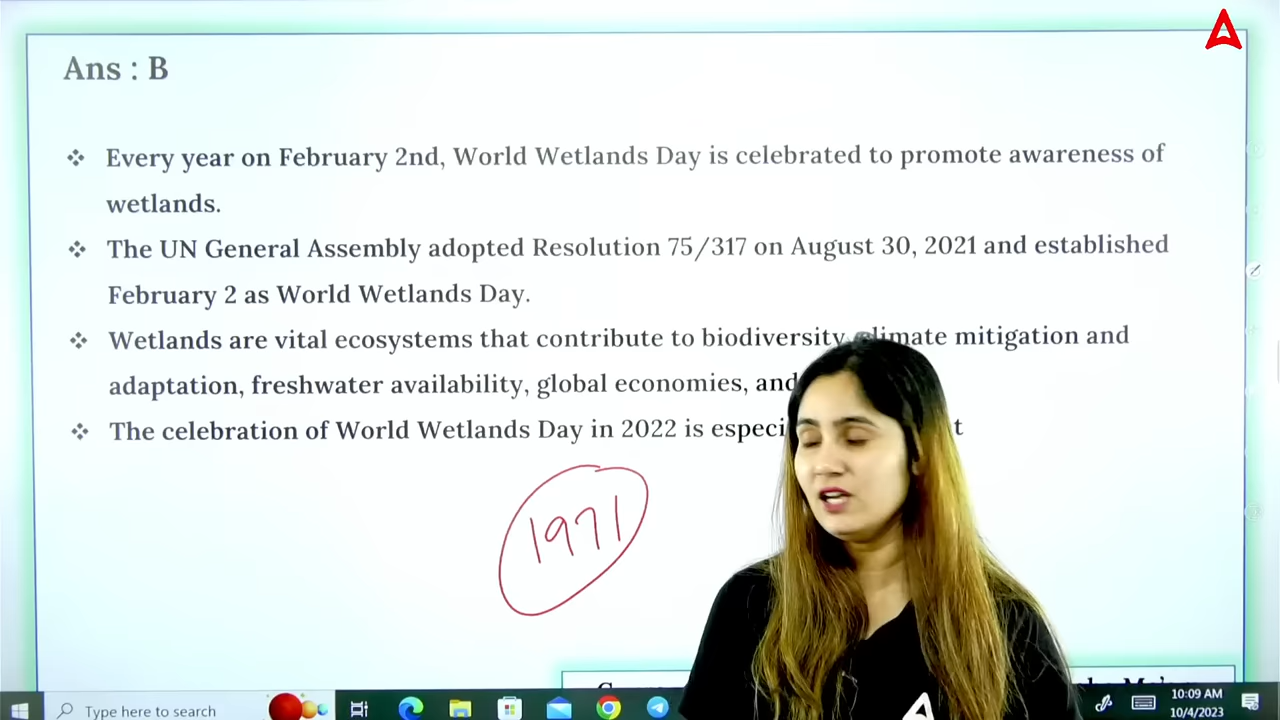 Ans : B
❖ Every year on February 2nd, World Wetlands Day is celebrated to promote awareness of
wetlands.
❖ The UN General Assembly adopted Resolution 75/317 on August 30, 2021 and established
February 2 as World Wetlands Day.
❖ Wetlands are vital ecosystems that contribute to biodiversity, climate mitigation and
adaptation, freshwater availability, global economies, and
❖ The celebration of World Wetlands Day in 2022 is especi
1971
Type here to search
10:09 AM
10/4/2023